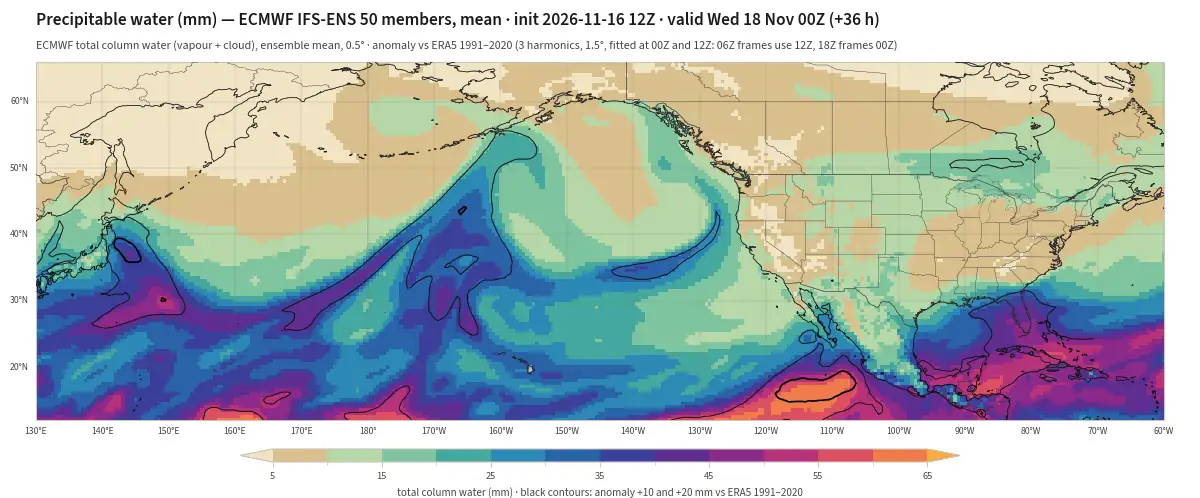 Precipitable water (mm) — ECMWF IFS-ENS 50 members, mean · init 2026-11-16 12Z · valid Wed 18 Nov 00Z (+36 h)
ECMWF total column water (vapour + cloud), ensemble mean, 0.5° · anomaly vs ERA5 1991–2020 (3 harmonics, 1.5°, fitted at 00Z and 12Z: 06Z frames use 12Z, 18Z frames 00Z)
60°N
50°N
40°N
30°N
20°N
130°E 140°E 150°E 160°E 170°E 180° 170°W 160°W 150°W 140°W 130°W 120°W 110°W 100°W 90°W 80°W 70°W 60°W
5 15 25 35 45 55 65
total column water (mm) · black contours: anomaly +10 and +20 mm vs ERA5 1991–2020